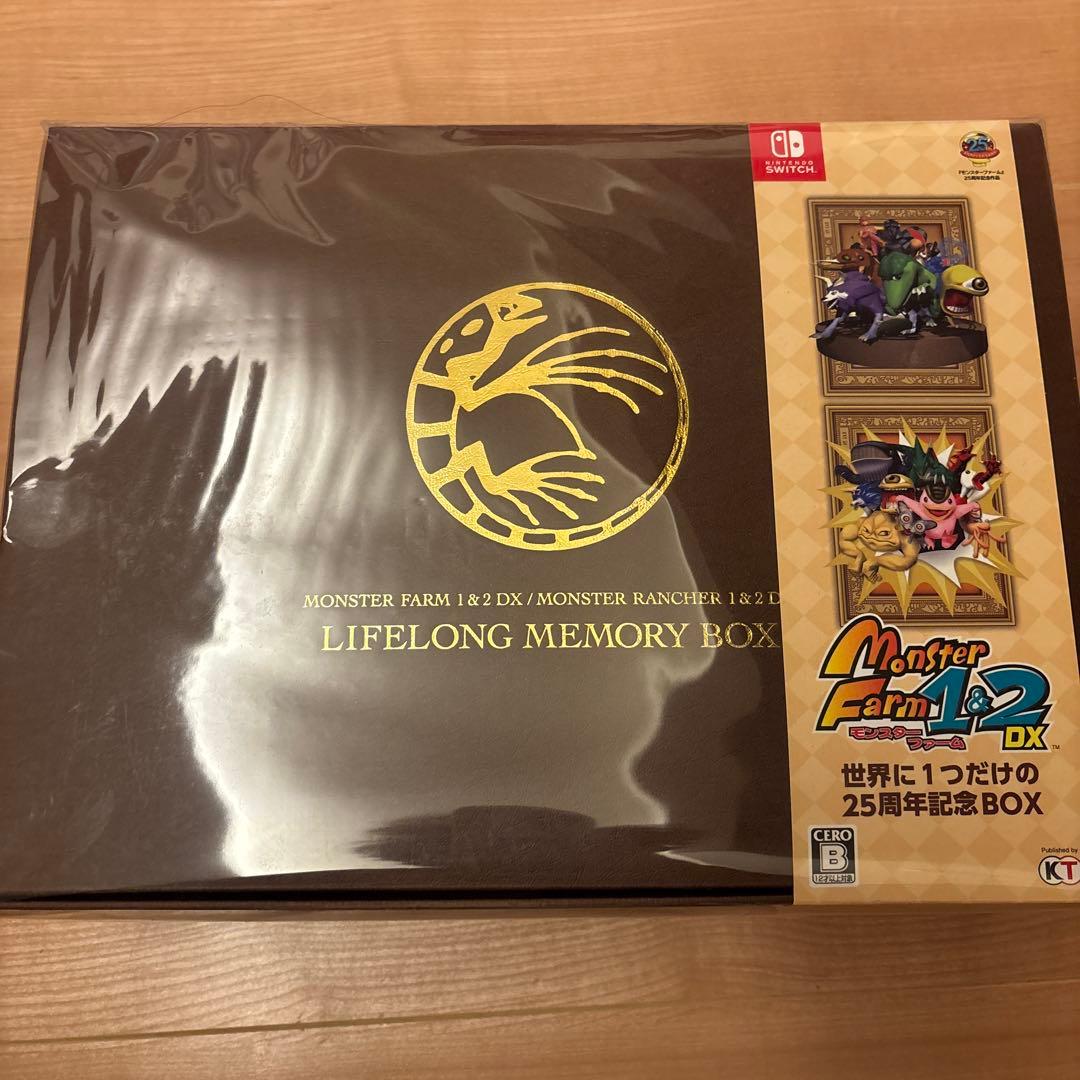 NINTENDO
SWITCH
25
『モンスターファーム』
25周年記念作品
MONSTER FARM 1 & 2 DX / MONSTER RANCHER 1 & 2 D
LIFELONG MEMORY BOX
Monster
Farm 1&2
モンスター
ファーム
DX
TM
世界に1つだけの
25周年記念BOX
CERO
B
12才以上対象
Published by
KT